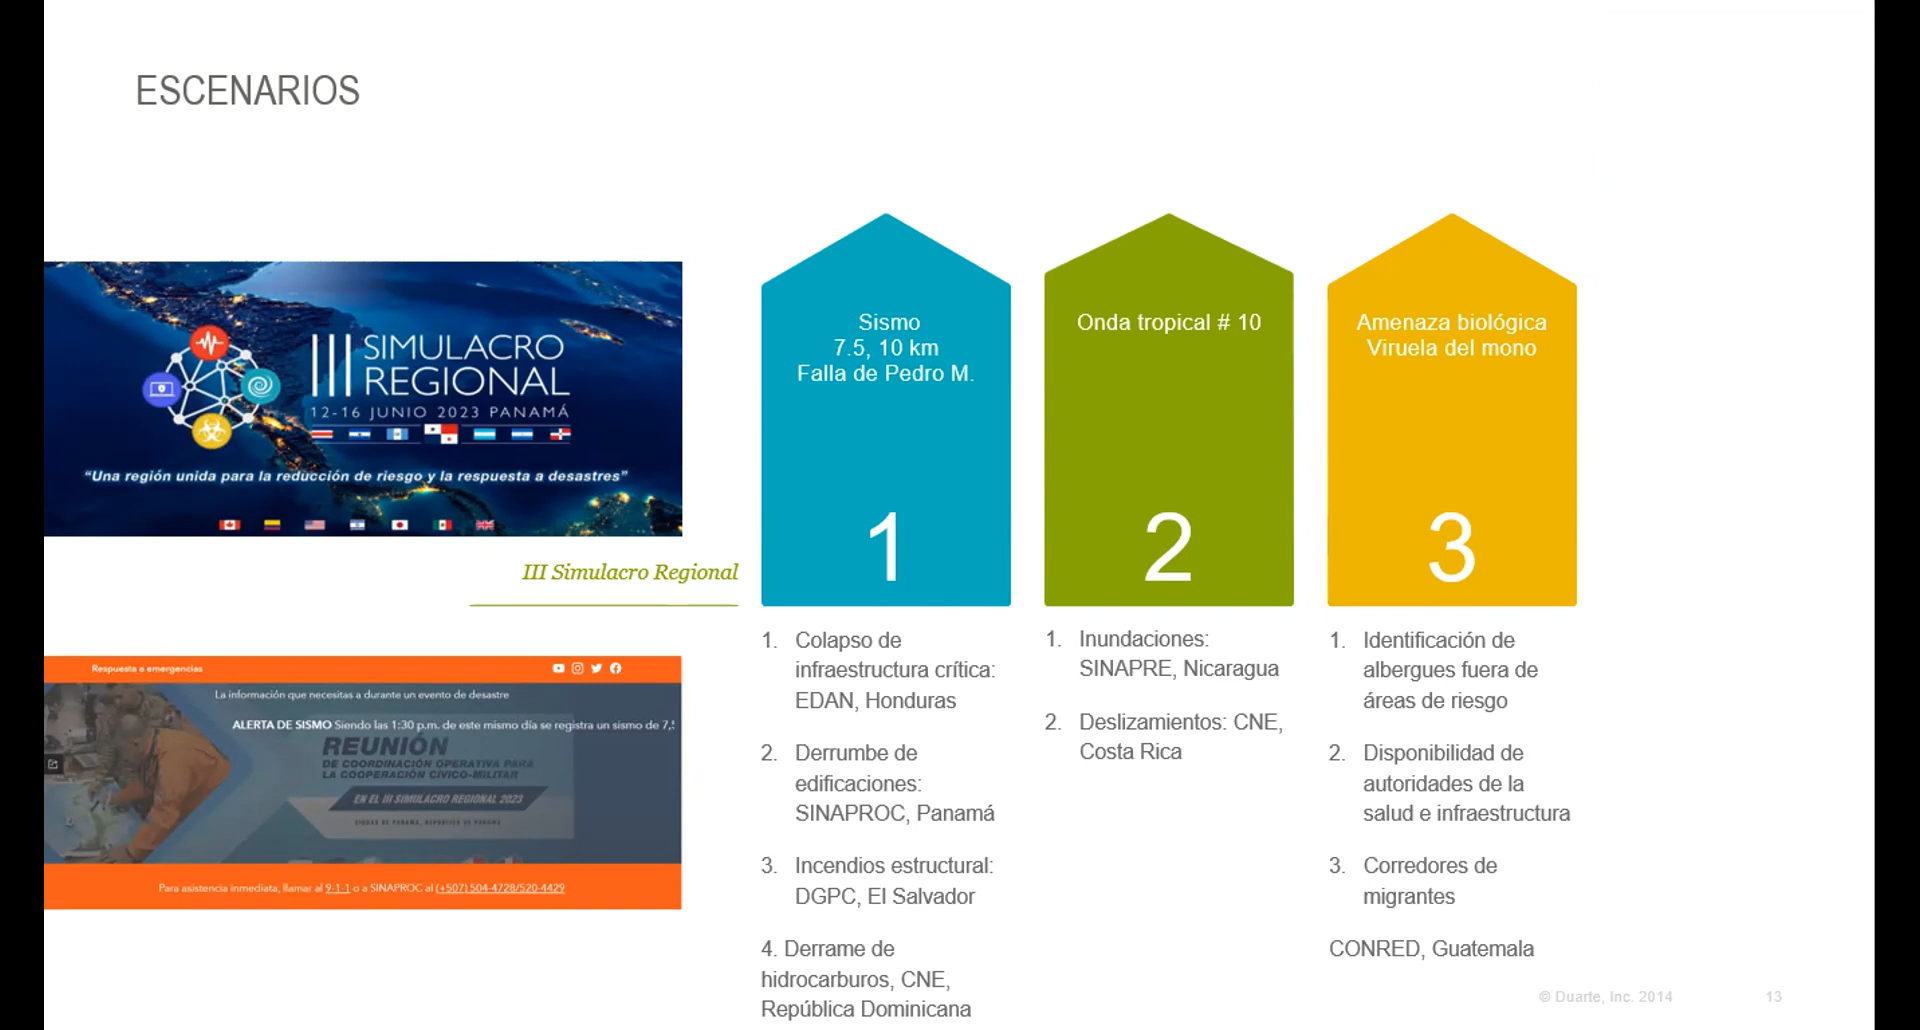 ESCENARIOS
III SIMULACRO
REGIONAL
12-16 JUNIO 2023 PANAMÁ
“Una región unida para la reducción de riesgo y la respuesta a desastres”
III Simulacro Regional
Respuesta a emergencias
La información que necesitas a durante un evento de desastre
ALERTA DE SISMO Siendo las 1:30 p.m. de este mismo día se registra un sismo de 7,
REUNIÓN
DE COORDINACIÓN OPERATIVA PARA
LA COOPERACIÓN CÍVICO-MILITAR
EN EL III SIMULACRO REGIONAL 2023
CIUDAD DE PANAMÁ, REPÚBLICA DE PANAMÁ
Para asistencia inmediata, llamar al 9-1-1 o a SINAPROC al (+507) 504-4728/520-4429
Sismo
7.5, 10 km
Falla de Pedro M.
1
1. Colapso de
infraestructura crítica:
EDAN, Honduras
2. Derrumbe de
edificaciones:
SINAPROC, Panamá
3. Incendios estructural:
DGPC, El Salvador
4. Derrame de
hidrocarburos, CNE,
República Dominicana
Onda tropical # 10
2
1. Inundaciones:
SINAPRE, Nicaragua
2. Deslizamientos: CNE,
Costa Rica
Amenaza biológica
Viruela del mono
3
1. Identificación de
albergues fuera de
áreas de riesgo
2. Disponibilidad de
autoridades de la
salud e infraestructura
3. Corredores de
migrantes
CONRED, Guatemala
© Duarte, Inc. 2014
13